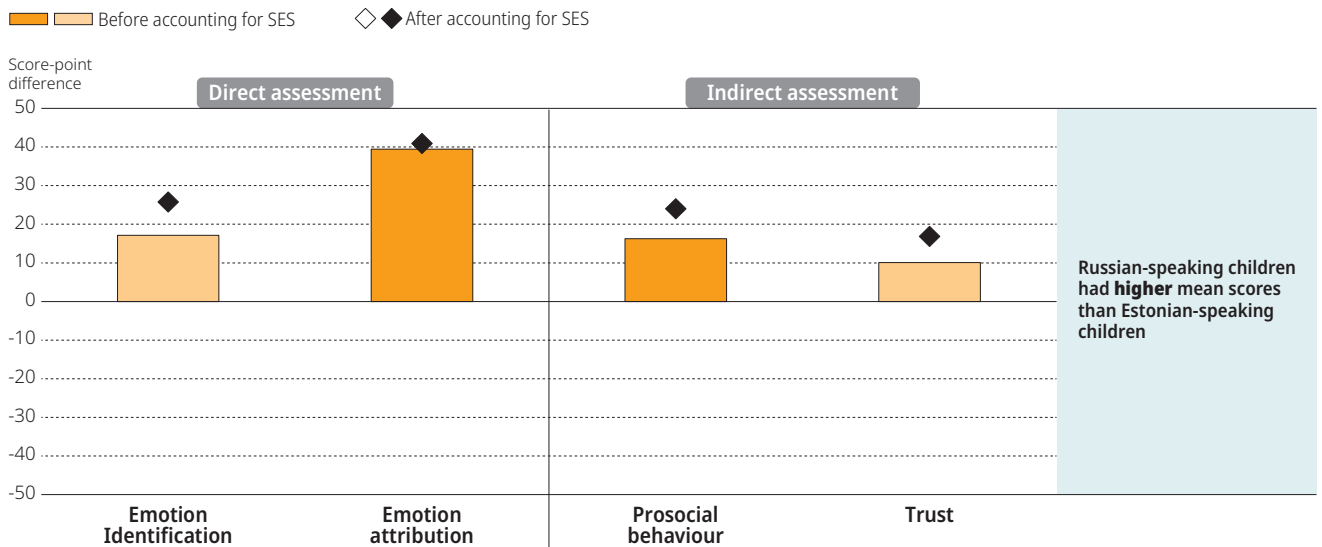 Before accounting for SES
After accounting for SES
Score-point
difference
Direct assessment
Indirect assessment
50
40
30
20
10
0
-10
-20
-30
-40
-50
Russian-speaking children
had higher mean scores
than Estonian-speaking
children
Emotion
Identification
Emotion
attribution
Prosocial
behaviour
Trust